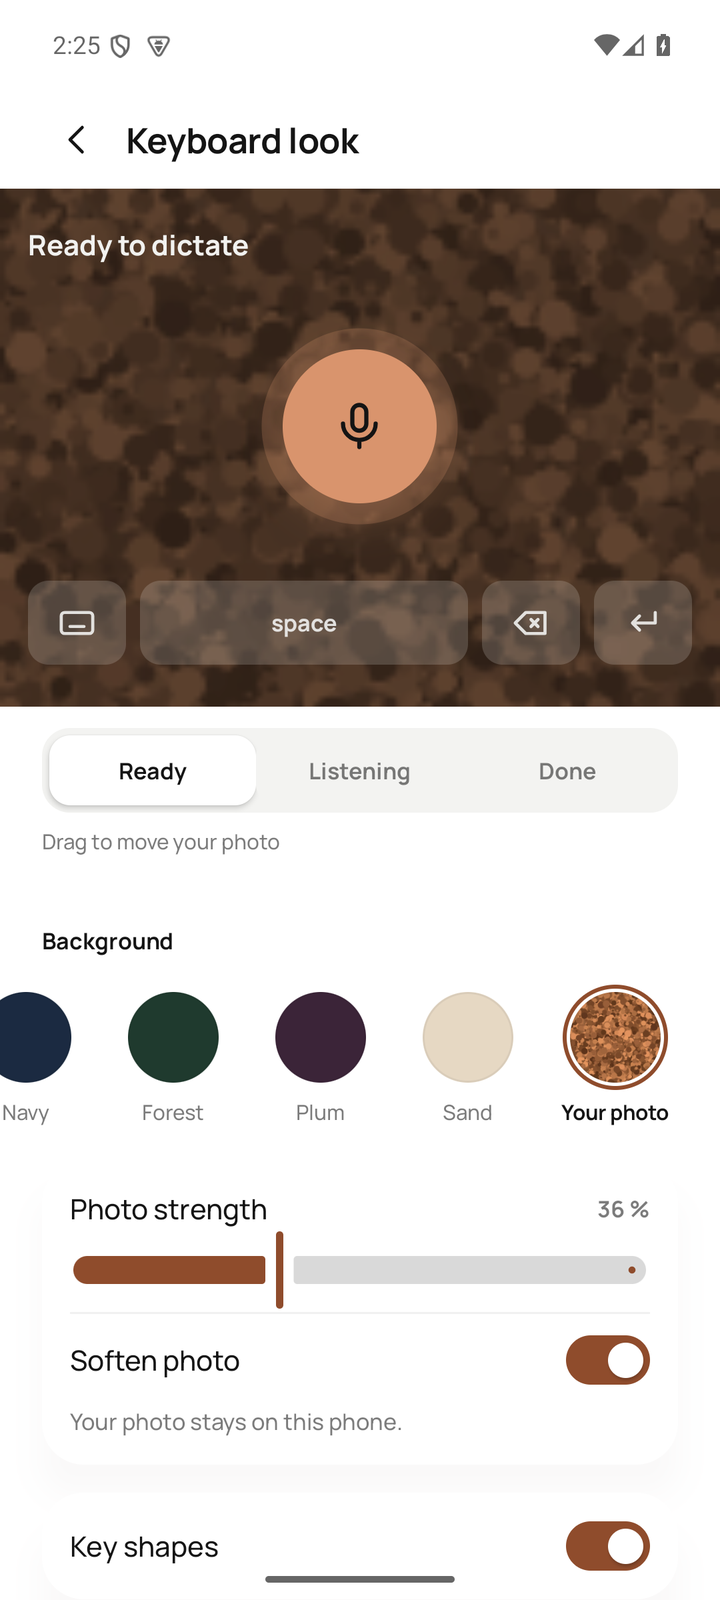 2:25
Keyboard look
Ready to dictate
space
Ready Listening Done
Drag to move your photo
Background
Navy Forest Plum Sand Your photo
Photo strength 36 %
Soften photo
Your photo stays on this phone.
Key shapes